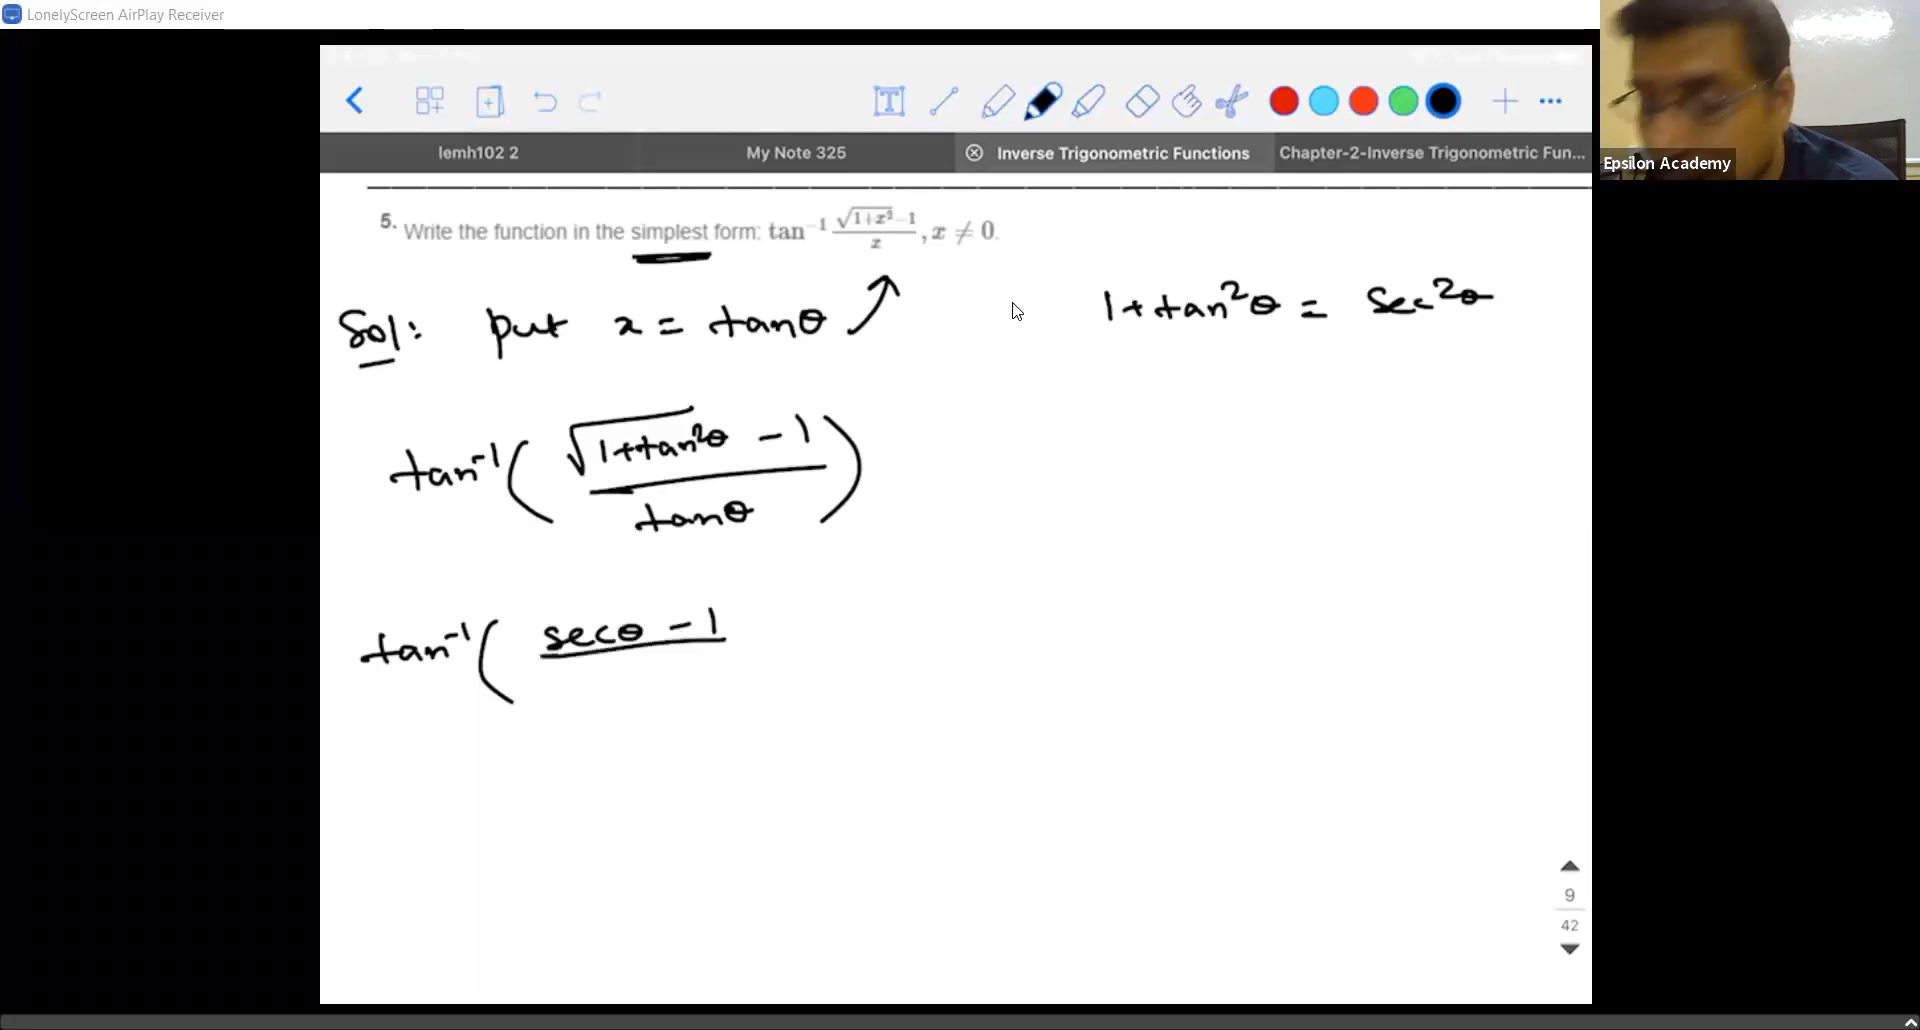 LonelyScreen AirPlay Receiver
lemh102 2
My Note 325
Inverse Trigonometric Functions
Chapter-2-Inverse Trigonometric Fun...
Epsilon Academy
5. Write the function in the simplest form: tan⁻¹ (√(1+x²) −1)/x, x ≠ 0.
Sol: put x = tanθ
1+tan²θ = sec²θ
tan⁻¹( (√(1+tan²θ) − 1)/tanθ )
tan⁻¹( secθ − 1
9
42